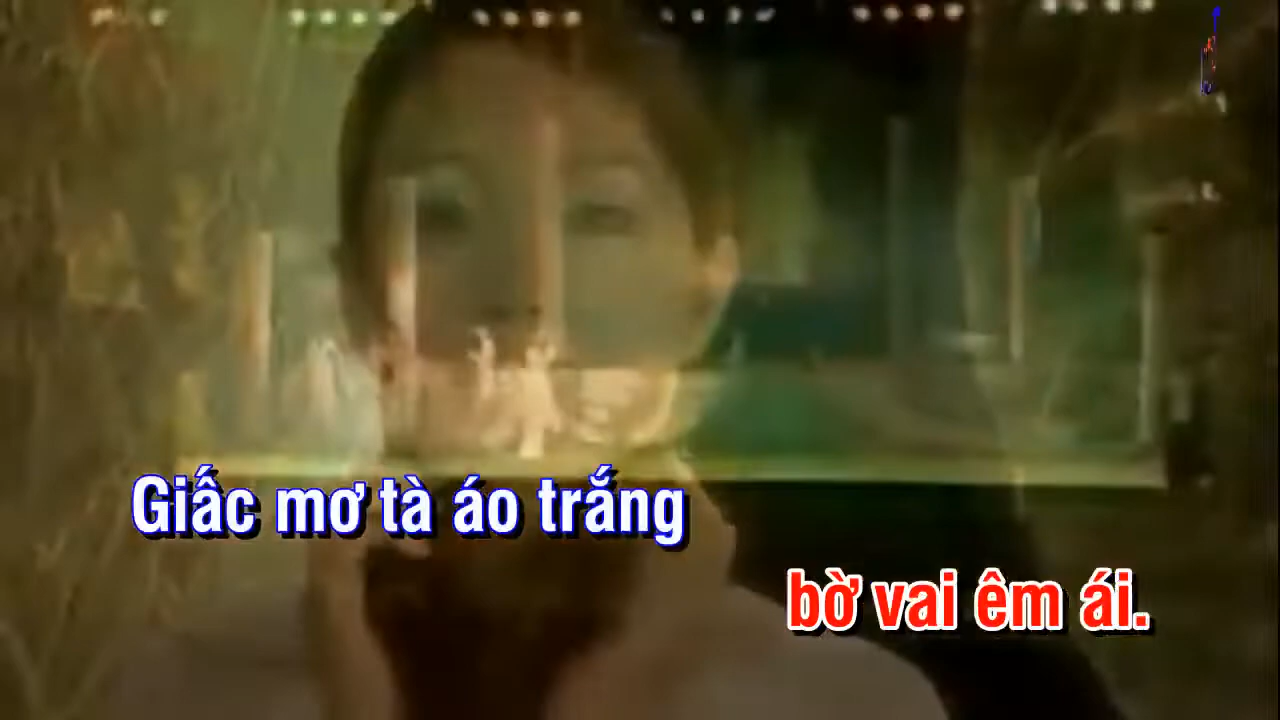 Giấc mơ tà áo trắng
bờ vai êm ái.